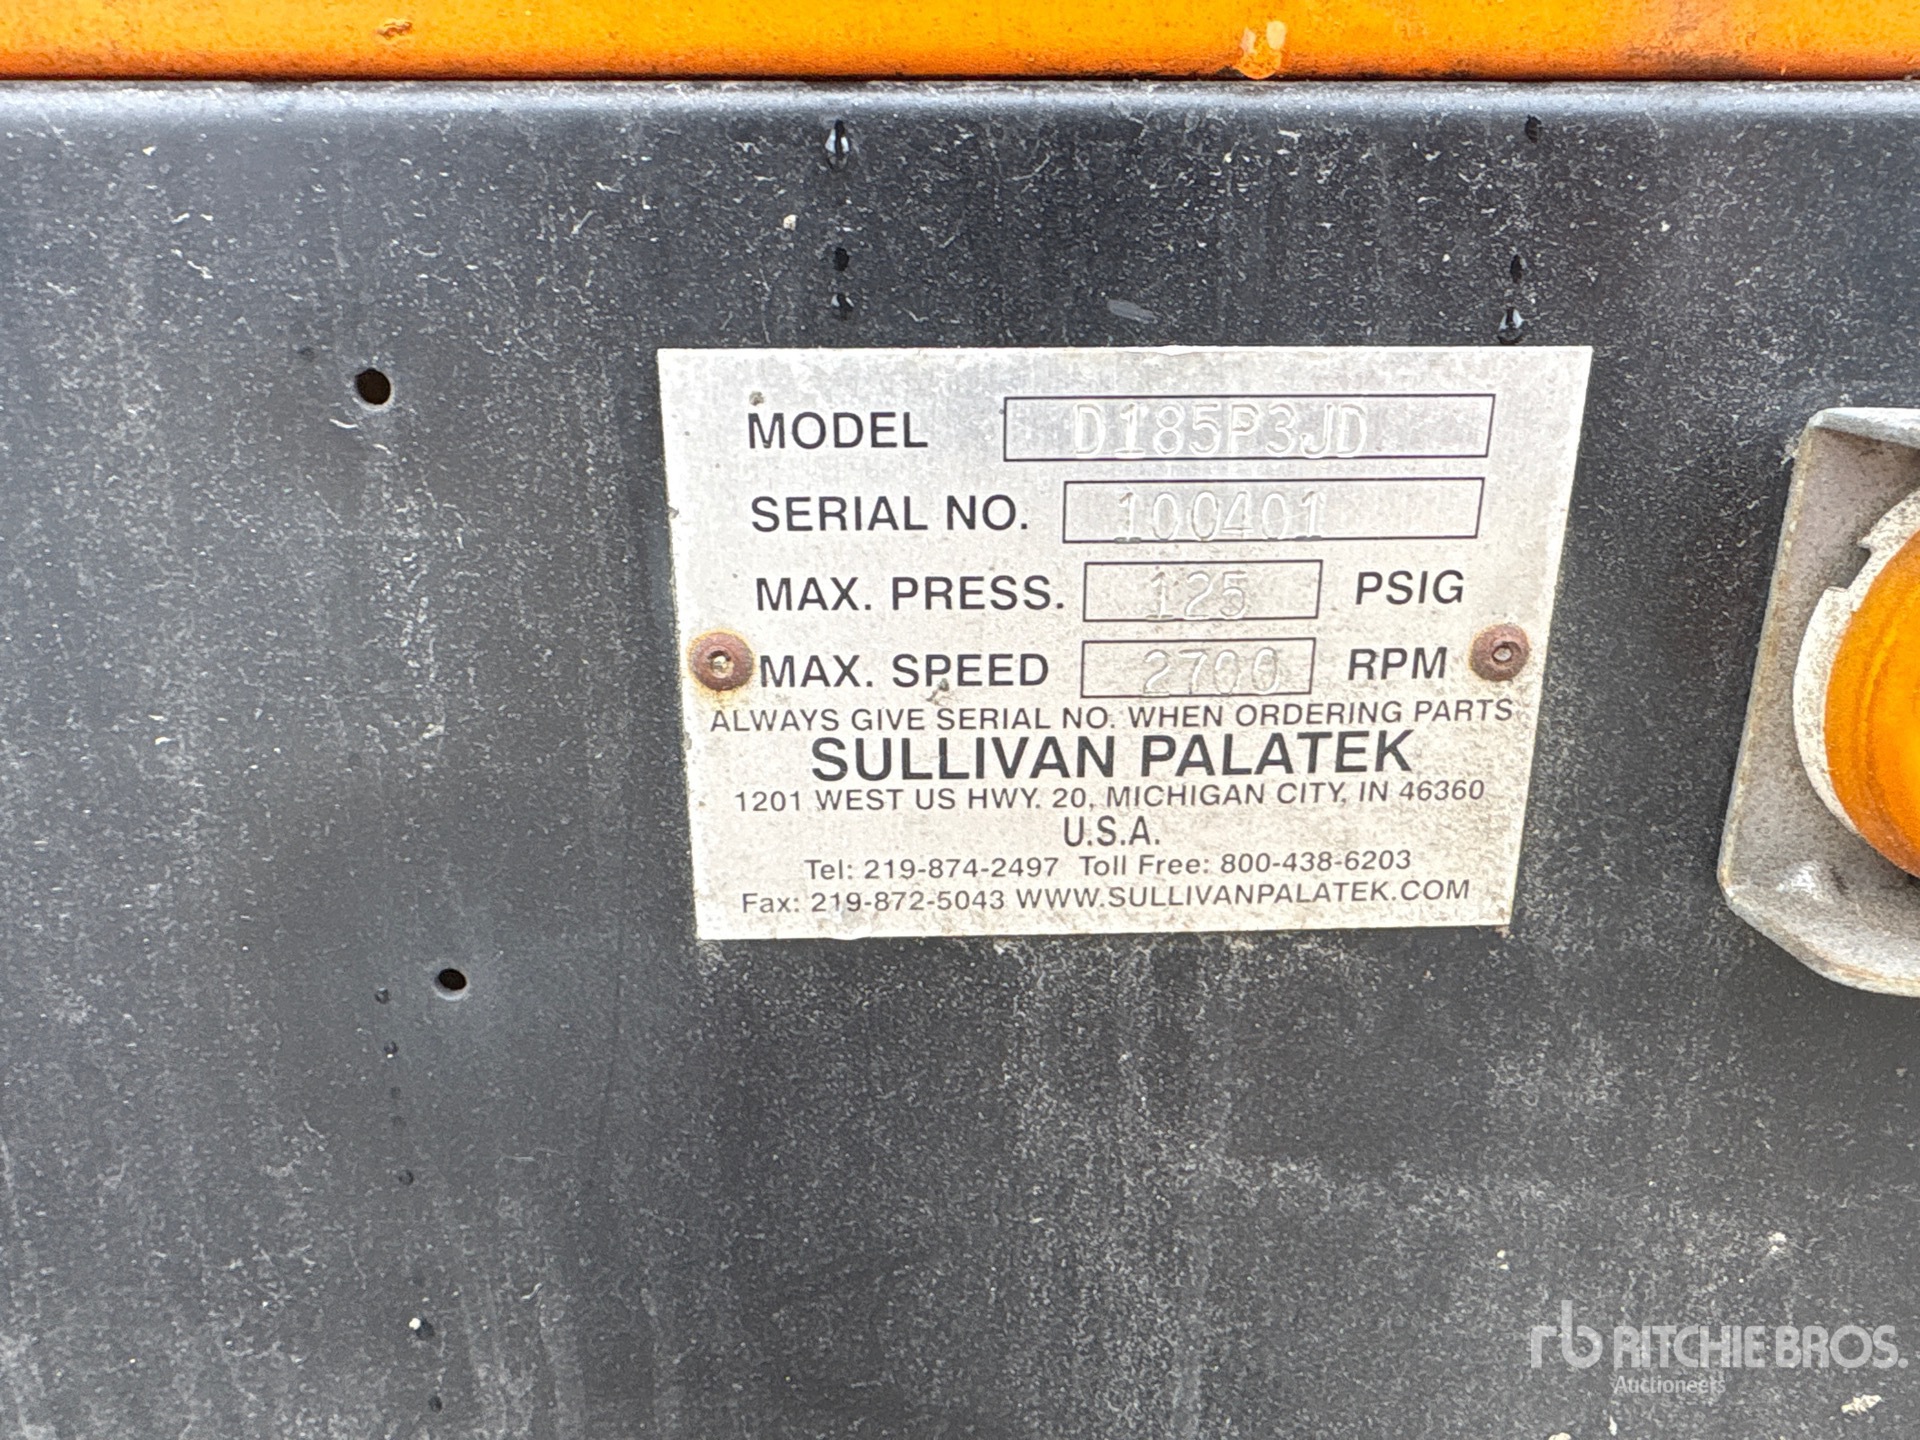 MODEL D185P3JD
SERIAL NO. 100401
MAX. PRESS. 125 PSIG
MAX. SPEED 2700 RPM
ALWAYS GIVE SERIAL NO. WHEN ORDERING PARTS
SULLIVAN PALATEK
1201 WEST US HWY. 20, MICHIGAN CITY, IN 46360
U.S.A.
Tel: 219-874-2497 Toll Free: 800-438-6203
Fax: 219-872-5043 WWW.SULLIVANPALATEK.COM
rb RITCHIE BROS.
Auctioneers